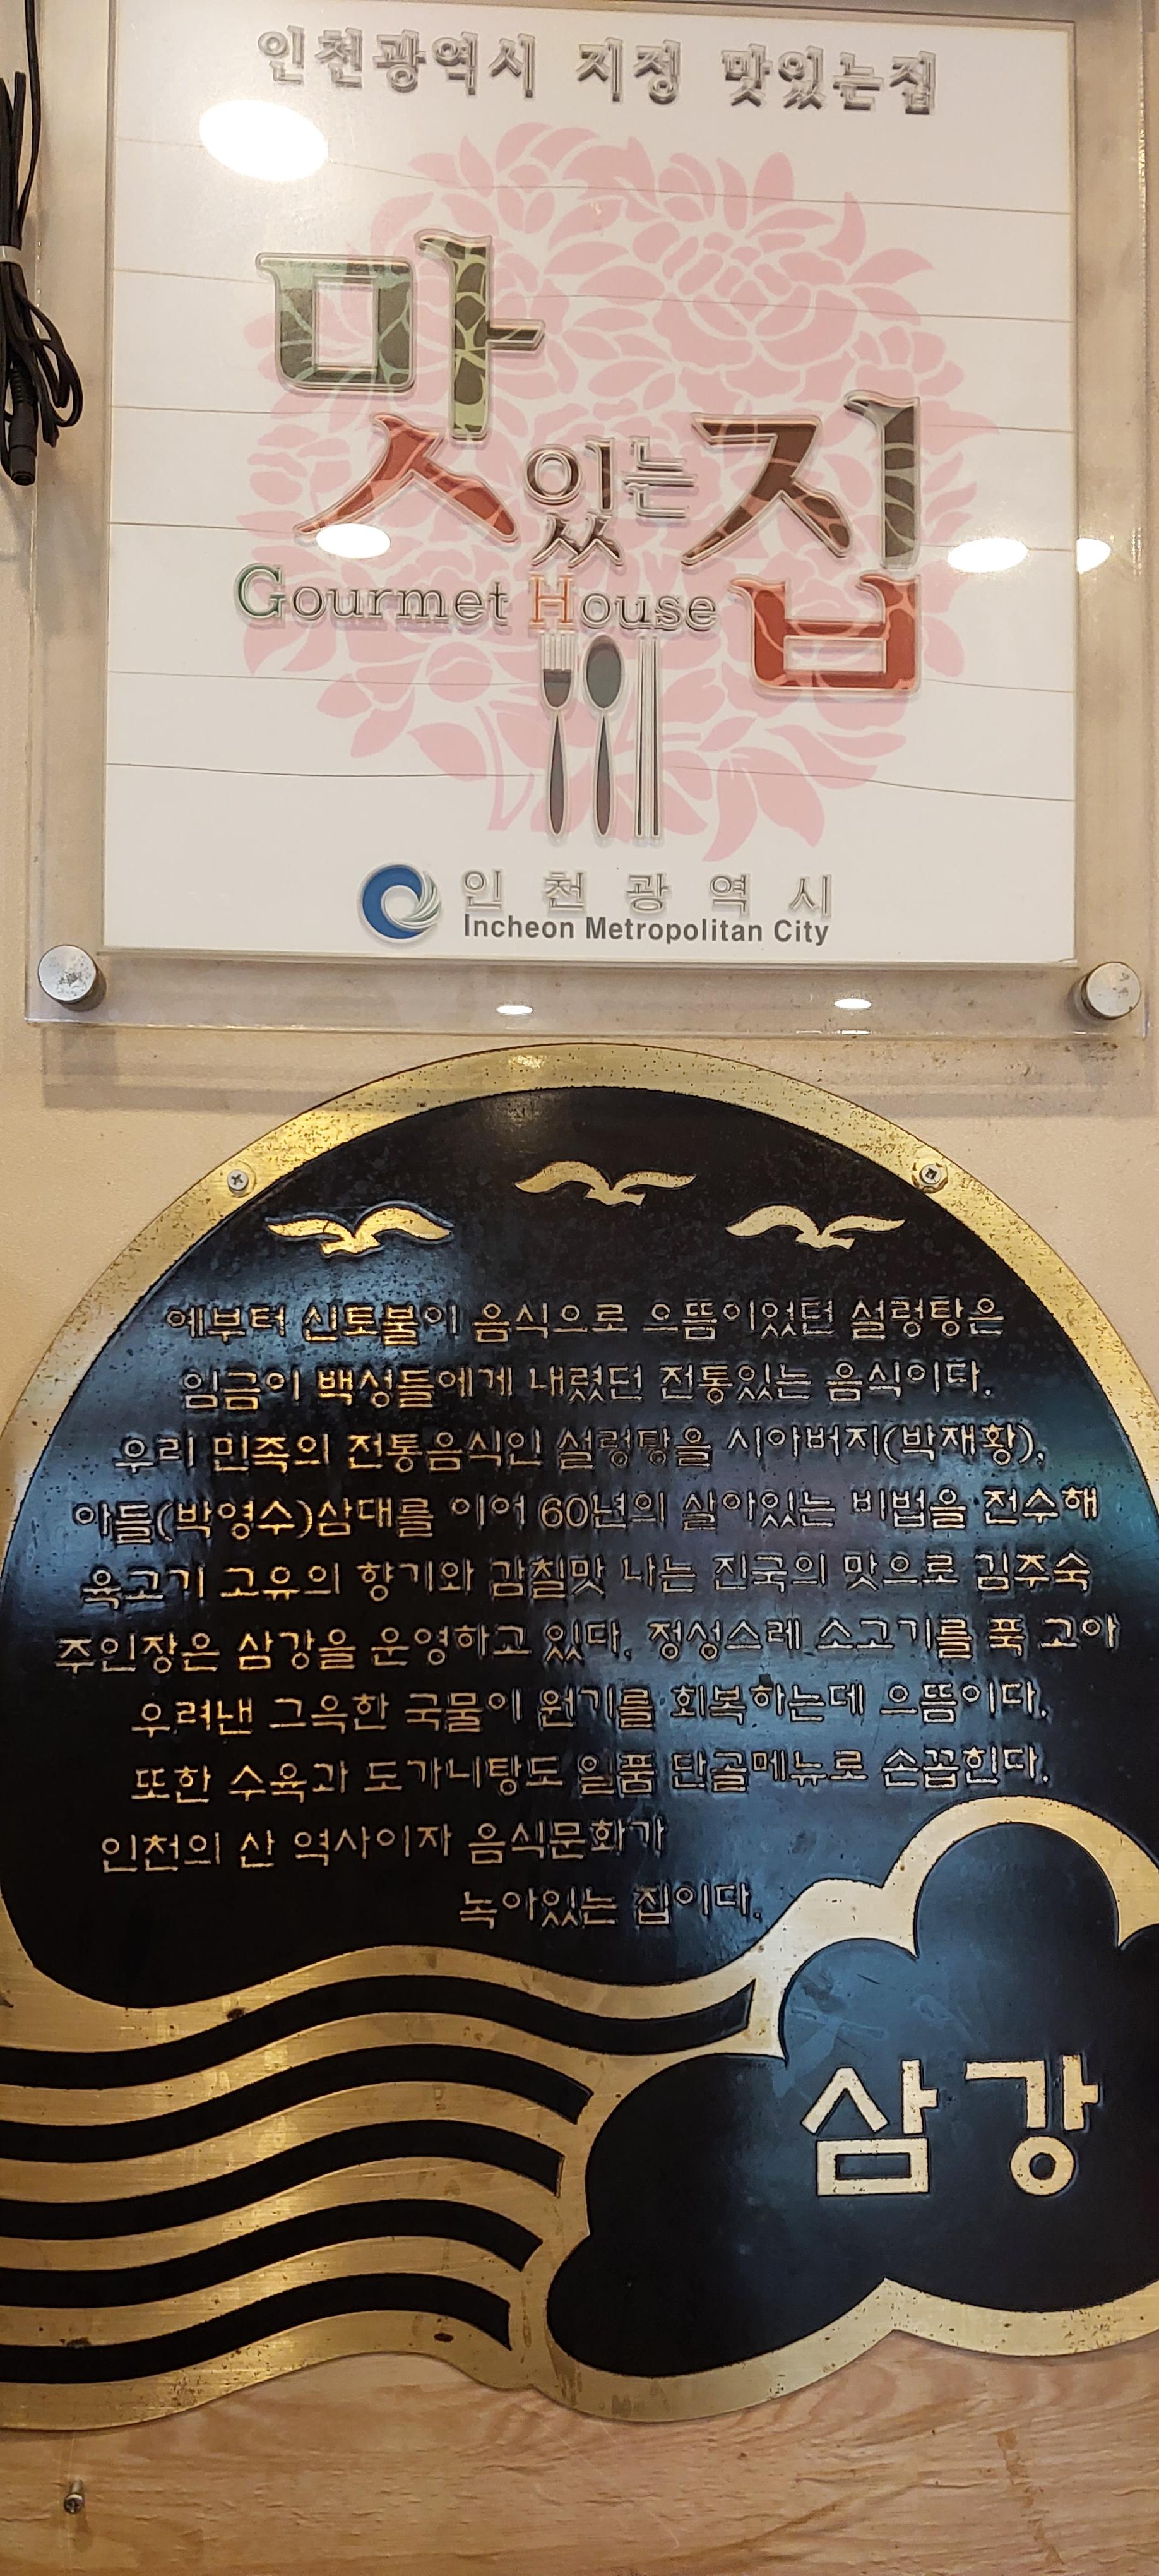 인천광역시 지정 맛있는집
맛있는집
Gourmet House
인천광역시
Incheon Metropolitan City
예부터 신토불이 음식으로 으뜸이었던 설렁탕은
임금이 백성들에게 내렸던 전통있는 음식이다.
우리 민족의 전통음식인 설렁탕을 시아버지(박재황),
아들(박영수)삼대를 이어 60년의 살아있는 비법을 전수해
육고기 고유의 향기와 감칠맛 나는 진국의 맛으로 김주숙
주인장은 삼강을 운영하고 있다. 정성스레 소고기를 푹 고아
우려낸 그윽한 국물이 원기를 회복하는데 으뜸이다.
또한 수육과 도가니탕도 일품 단골메뉴로 손꼽힌다.
인천의 산 역사이자 음식문화가
녹아있는 집이다.
삼강